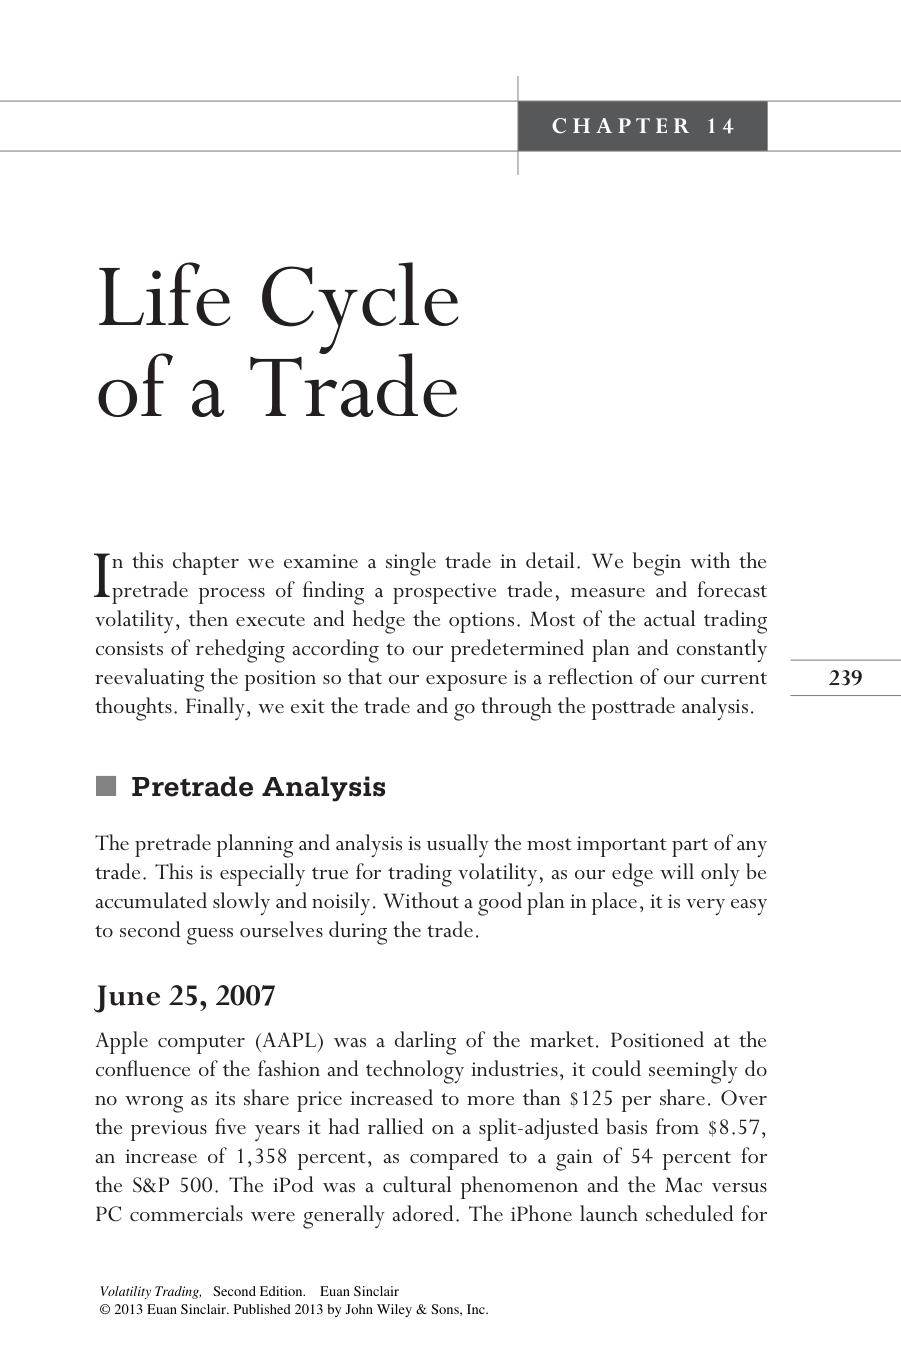 CHAPTER 14
Life Cycle
of a Trade
In this chapter we examine a single trade in detail. We begin with the
pretrade process of finding a prospective trade, measure and forecast
volatility, then execute and hedge the options. Most of the actual trading
consists of rehedging according to our predetermined plan and constantly
reevaluating the position so that our exposure is a reflection of our current
thoughts. Finally, we exit the trade and go through the posttrade analysis.
239
Pretrade Analysis
The pretrade planning and analysis is usually the most important part of any
trade. This is especially true for trading volatility, as our edge will only be
accumulated slowly and noisily. Without a good plan in place, it is very easy
to second guess ourselves during the trade.
June 25, 2007
Apple computer (AAPL) was a darling of the market. Positioned at the
confluence of the fashion and technology industries, it could seemingly do
no wrong as its share price increased to more than $125 per share. Over
the previous five years it had rallied on a split-adjusted basis from $8.57,
an increase of 1,358 percent, as compared to a gain of 54 percent for
the S&P 500. The iPod was a cultural phenomenon and the Mac versus
PC commercials were generally adored. The iPhone launch scheduled for
Volatility Trading, Second Edition. Euan Sinclair
© 2013 Euan Sinclair. Published 2013 by John Wiley & Sons, Inc.